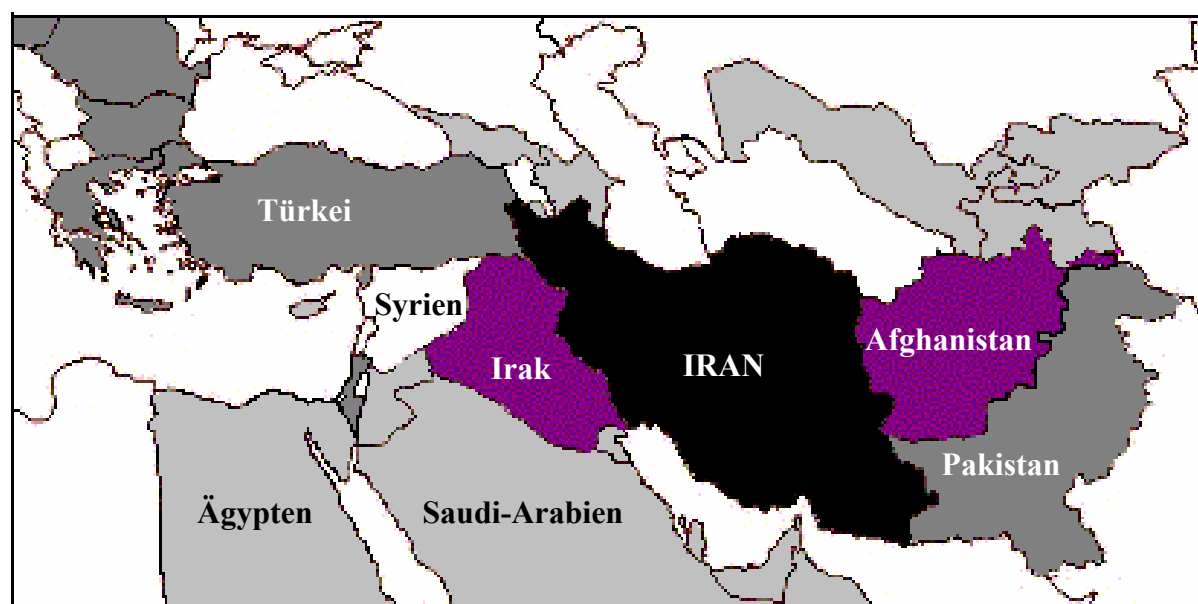 Türkei
Syrien
Irak
IRAN
Afghanistan
Pakistan
Ägypten
Saudi-Arabien